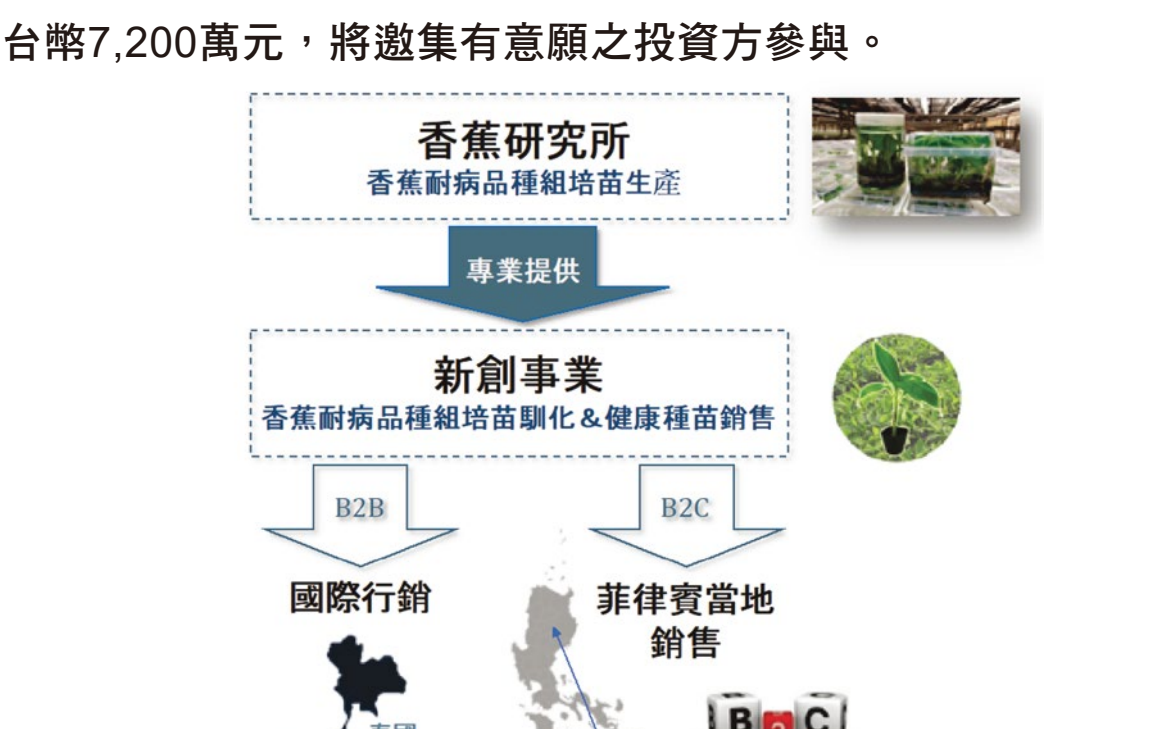 台幣7,200萬元，將邀集有意願之投資方參與。
香蕉研究所
香蕉耐病品種組培苗生產
專業提供
新創事業
香蕉耐病品種組培苗馴化＆健康種苗銷售
B2B
B2C
國際行銷
菲律賓當地
銷售
B 2 C